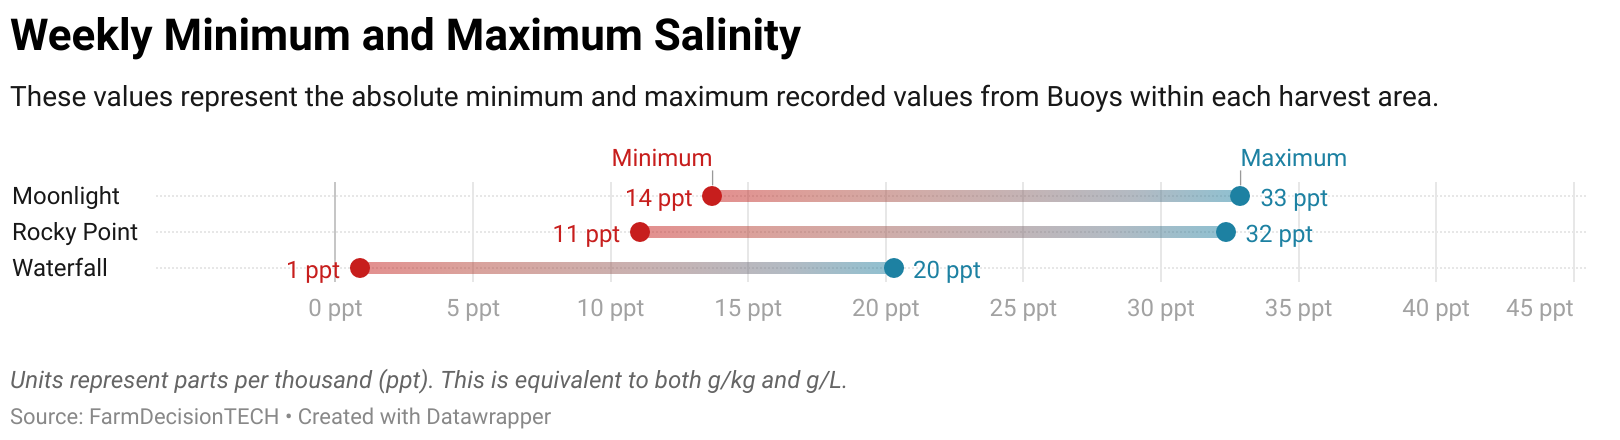 Weekly Minimum and Maximum Salinity
These values represent the absolute minimum and maximum recorded values from Buoys within each harvest area.
Minimum Maximum
Moonlight 14 ppt 33 ppt
Rocky Point 11 ppt 32 ppt
Waterfall 1 ppt 20 ppt
0 ppt 5 ppt 10 ppt 15 ppt 20 ppt 25 ppt 30 ppt 35 ppt 40 ppt 45 ppt
Units represent parts per thousand (ppt). This is equivalent to both g/kg and g/L.
Source: FarmDecisionTECH • Created with Datawrapper